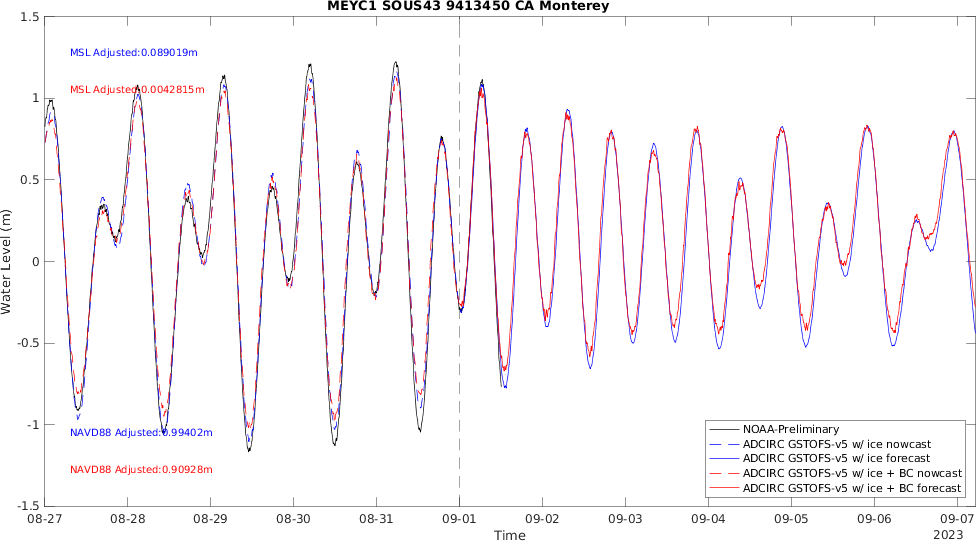 MEYC1 SOUS43 9413450 CA Monterey
1.5
1
0.5
0
-0.5
-1
-1.5
Water Level (m)
MSL Adjusted:0.089019m
MSL Adjusted:0.0042815m
NAVD88 Adjusted:0.99402m
NAVD88 Adjusted:0.90928m
NOAA-Preliminary
ADCIRC GSTOFS-v5 w/ ice nowcast
ADCIRC GSTOFS-v5 w/ ice forecast
ADCIRC GSTOFS-v5 w/ ice + BC nowcast
ADCIRC GSTOFS-v5 w/ ice + BC forecast
08-27 08-28 08-29 08-30 08-31 09-01 09-02 09-03 09-04 09-05 09-06 09-07
Time
2023